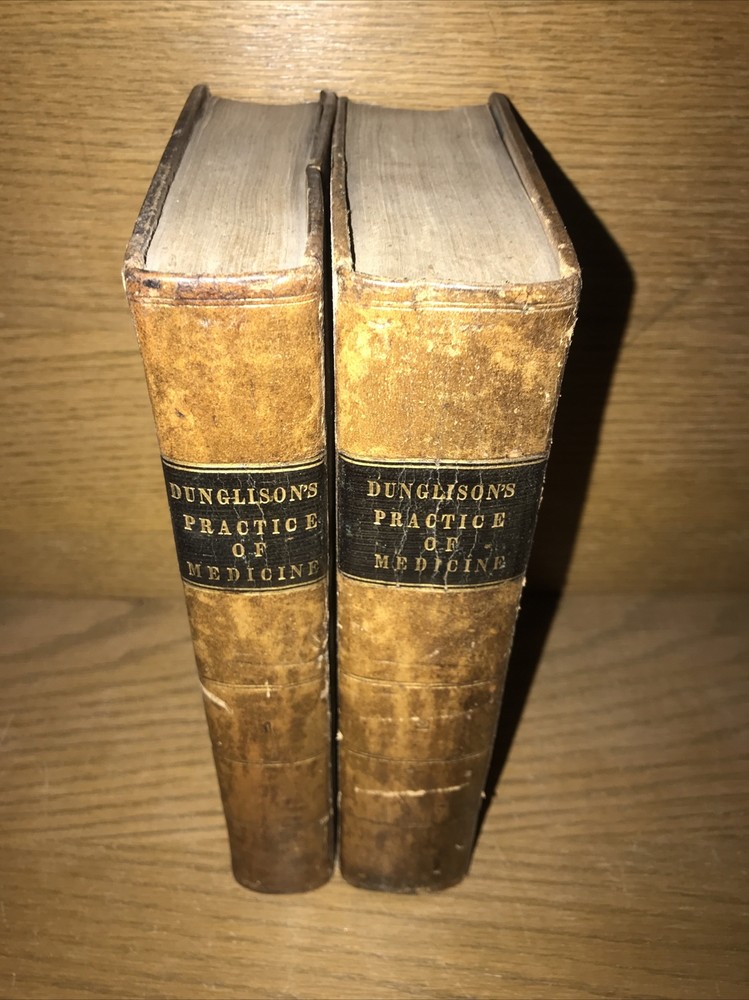 DUNGLISON'S
PRACTICE
OF
MEDICINE
DUNGLISON'S
PRACTICE
OF
MEDICINE